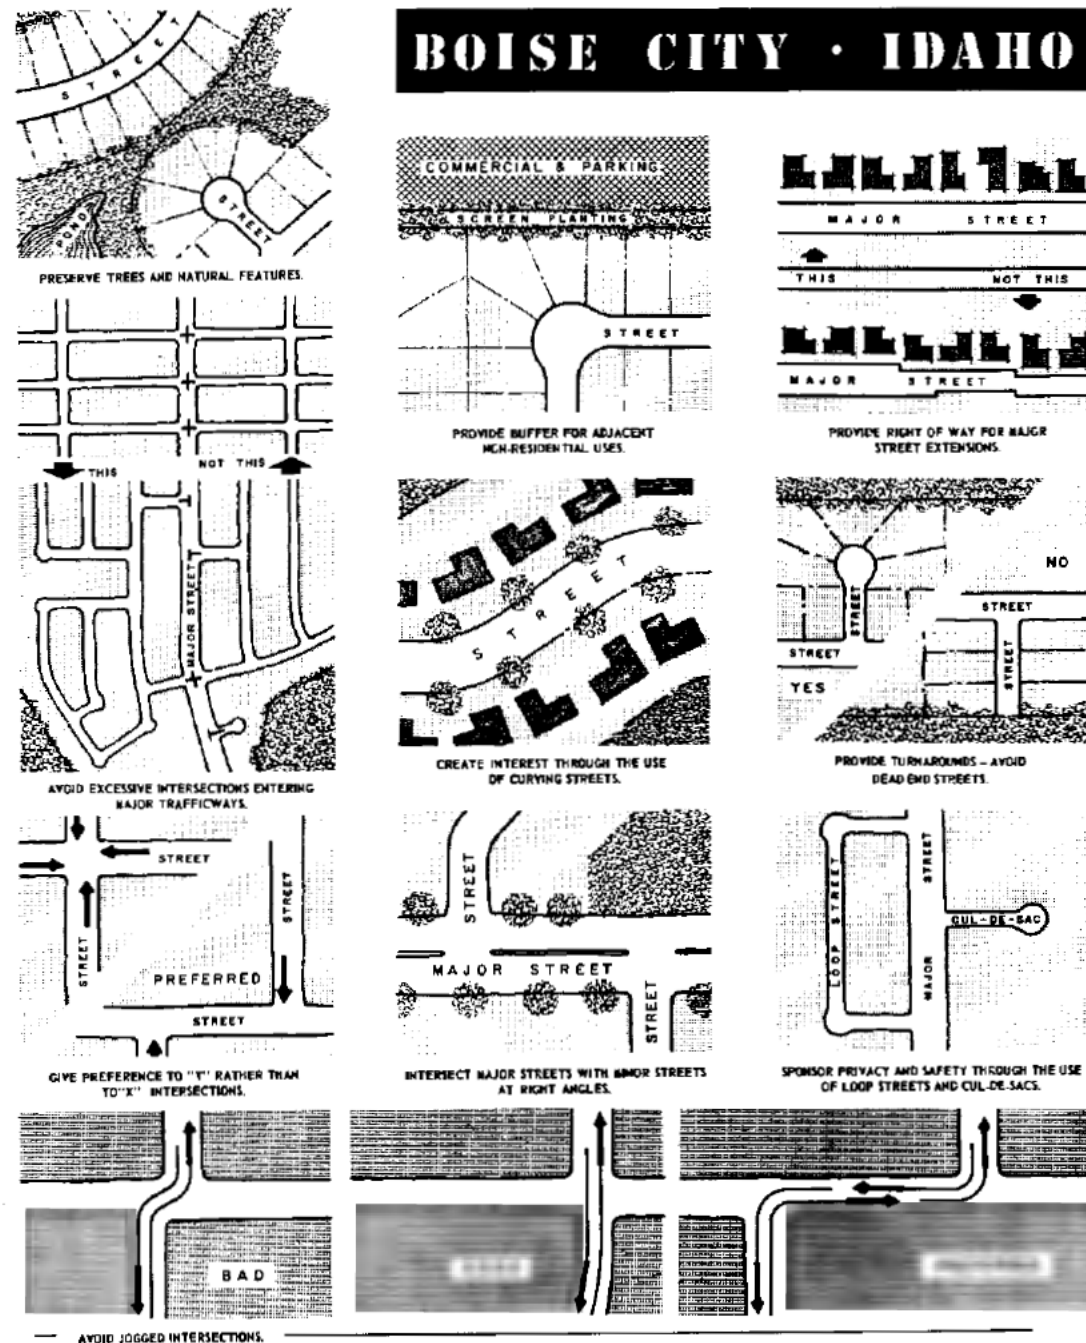 BOISE CITY · IDAHO
STREET
STREET
POND
PRESERVE TREES AND NATURAL FEATURES.
COMMERCIAL & PARKING
SCREEN PLANTING
STREET
PROVIDE BUFFER FOR ADJACENT
NON-RESIDENTIAL USES.
MAJOR STREET
THIS
NOT THIS
MAJOR STREET
PROVIDE RIGHT OF WAY FOR MAJOR
STREET EXTENSIONS.
THIS
NOT THIS
MAJOR STREET
AVOID EXCESSIVE INTERSECTIONS ENTERING
MAJOR TRAFFICWAYS.
STREET
CREATE INTEREST THROUGH THE USE
OF CURVING STREETS.
NO
STREET
STREET
STREET
STREET
YES
PROVIDE TURNAROUNDS – AVOID
DEAD END STREETS.
STREET
STREET
STREET
PREFERRED
STREET
GIVE PREFERENCE TO "T" RATHER THAN
TO "X" INTERSECTIONS.
STREET
MAJOR STREET
STREET
INTERSECT MAJOR STREETS WITH MINOR STREETS
AT RIGHT ANGLES.
LOOP STREET
MAJOR STREET
CUL-DE-SAC
SPONSOR PRIVACY AND SAFETY THROUGH THE USE
OF LOOP STREETS AND CUL-DE-SACS.
BAD
AVOID JOGGED INTERSECTIONS.